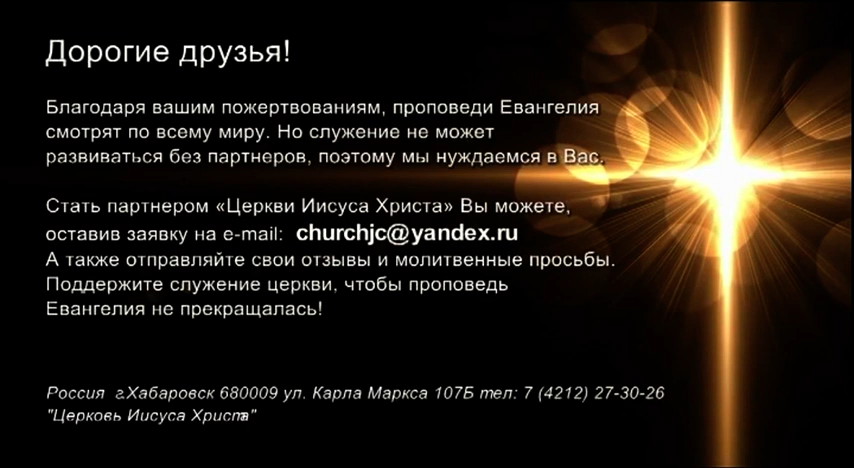 Дорогие друзья!
Благодаря вашим пожертвованиям, проповеди Евангелия
смотрят по всему миру. Но служение не может
развиваться без партнеров, поэтому мы нуждаемся в Вас.
Стать партнером «Церкви Иисуса Христа» Вы можете,
оставив заявку на e-mail: churchjc@yandex.ru
А также отправляйте свои отзывы и молитвенные просьбы.
Поддержите служение церкви, чтобы проповедь
Евангелия не прекращалась!
Россия г.Хабаровск 680009 ул. Карла Маркса 107Б тел: 7 (4212) 27-30-26
"Церковь Иисуса Христа"